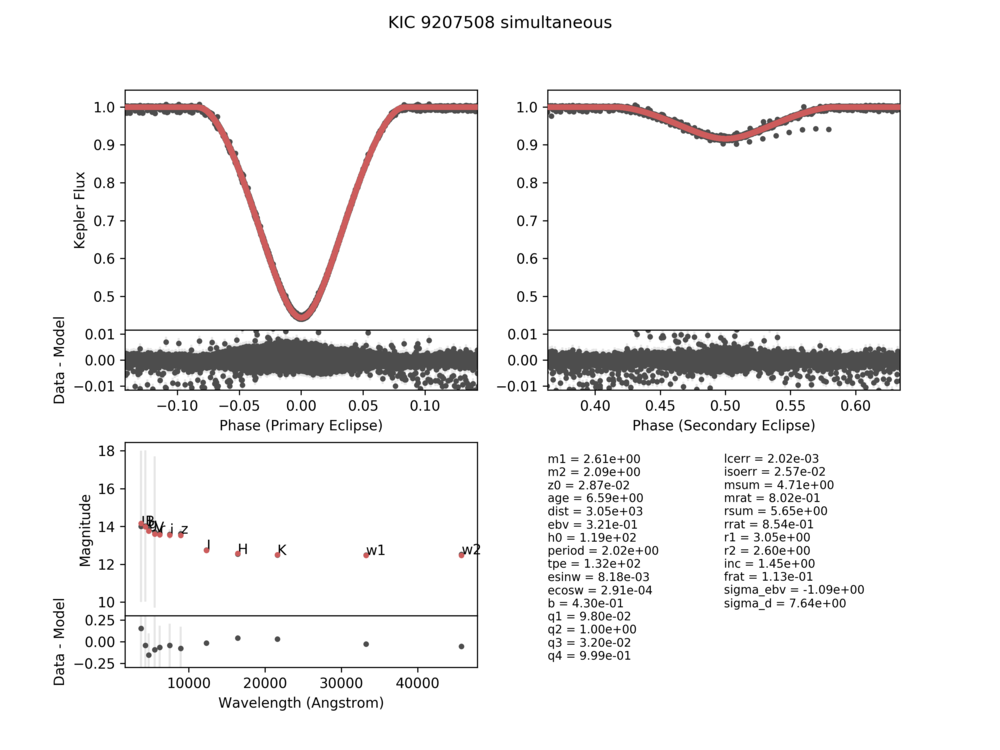 KIC 9207508 simultaneous
1.0
0.9
0.8
0.7
0.6
0.5
Kepler Flux
0.01
0.00
−0.01
Data - Model
−0.10 −0.05 0.00 0.05 0.10
Phase (Primary Eclipse)
1.0
0.9
0.8
0.7
0.6
0.5
0.01
0.00
−0.01
0.40 0.45 0.50 0.55 0.60
Phase (Secondary Eclipse)
18
16
14
12
10
Magnitude
i z
J
H
K
w1
w2
0.25
0.00
−0.25
Data - Model
10000 20000 30000 40000
Wavelength (Angstrom)
m1 = 2.61e+00
m2 = 2.09e+00
z0 = 2.87e-02
age = 6.59e+00
dist = 3.05e+03
ebv = 3.21e-01
h0 = 1.19e+02
period = 2.02e+00
tpe = 1.32e+02
esinw = 8.18e-03
ecosw = 2.91e-04
b = 4.30e-01
q1 = 9.80e-02
q2 = 1.00e+00
q3 = 3.20e-02
q4 = 9.99e-01
lcerr = 2.02e-03
isoerr = 2.57e-02
msum = 4.71e+00
mrat = 8.02e-01
rsum = 5.65e+00
rrat = 8.54e-01
r1 = 3.05e+00
r2 = 2.60e+00
inc = 1.45e+00
frat = 1.13e-01
sigma_ebv = -1.09e+00
sigma_d = 7.64e+00